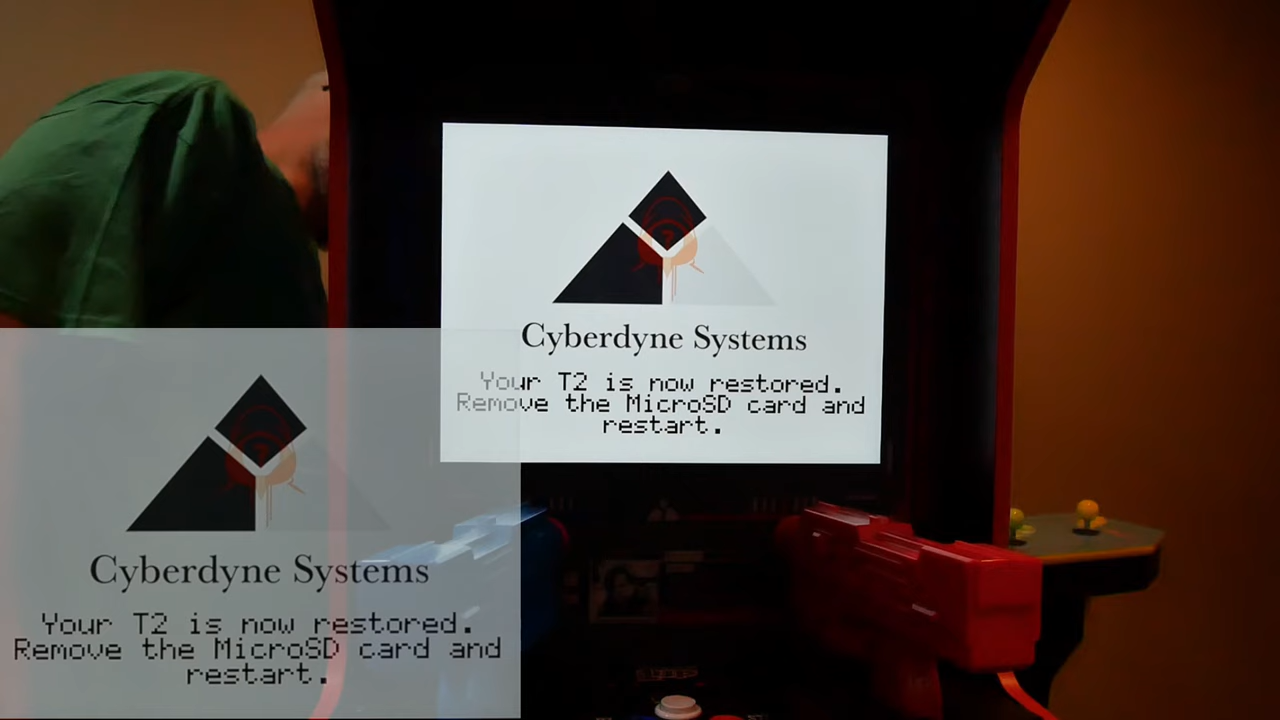 Cyberdyne Systems
Your T2 is now restored.
Remove the MicroSD card and
restart.
Cyberdyne Systems
Your T2 is now restored.
Remove the MicroSD card and
restart.